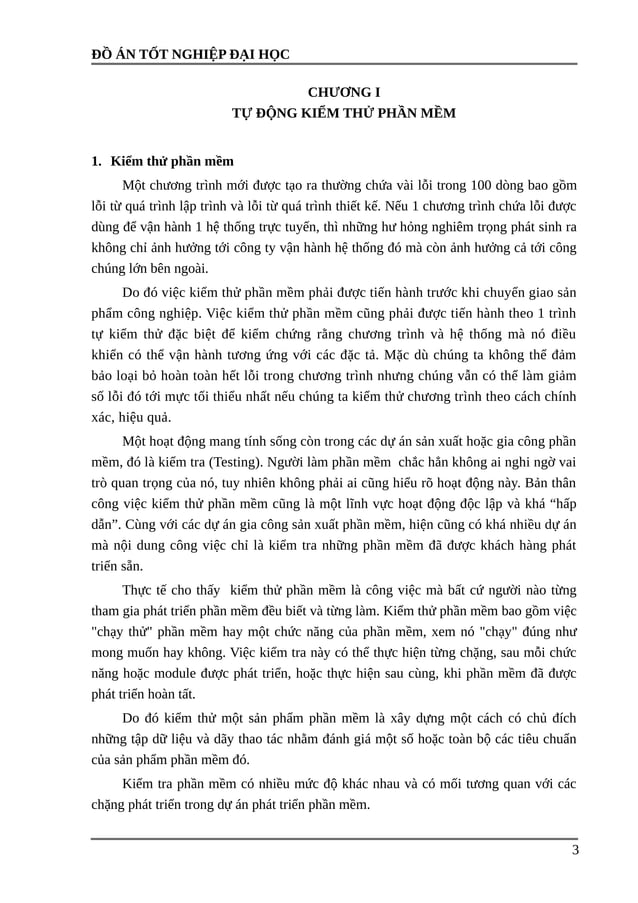 ĐỒ ÁN TỐT NGHIỆP ĐẠI HỌC
CHƯƠNG I
TỰ ĐỘNG KIỂM THỬ PHẦN MỀM
1. Kiểm thử phần mềm
Một chương trình mới được tạo ra thường chứa vài lỗi trong 100 dòng bao gồm
lỗi từ quá trình lập trình và lỗi từ quá trình thiết kế. Nếu 1 chương trình chứa lỗi được
dùng để vận hành 1 hệ thống trực tuyến, thì những hư hỏng nghiêm trọng phát sinh ra
không chỉ ảnh hưởng tới công ty vận hành hệ thống đó mà còn ảnh hưởng cả tới công
chúng lớn bên ngoài.
Do đó việc kiểm thử phần mềm phải được tiến hành trước khi chuyển giao sản
phẩm công nghiệp. Việc kiểm thử phần mềm cũng phải được tiến hành theo 1 trình
tự kiểm thử đặc biệt để kiểm chứng rằng chương trình và hệ thống mà nó điều
khiển có thể vận hành tương ứng với các đặc tả. Mặc dù chúng ta không thể đảm
bảo loại bỏ hoàn toàn hết lỗi trong chương trình nhưng chúng vẫn có thể làm giảm
số lỗi đó tới mực tối thiểu nhất nếu chúng ta kiểm thử chương trình theo cách chính
xác, hiệu quả.
Một hoạt động mang tính sống còn trong các dự án sản xuất hoặc gia công phần
mềm, đó là kiểm tra (Testing). Người làm phần mềm chắc hẳn không ai nghi ngờ vai
trò quan trọng của nó, tuy nhiên không phải ai cũng hiểu rõ hoạt động này. Bản thân
công việc kiểm thử phần mềm cũng là một lĩnh vực hoạt động độc lập và khá “hấp
dẫn”. Cùng với các dự án gia công sản xuất phần mềm, hiện cũng có khá nhiều dự án
mà nội dung công việc chỉ là kiểm tra những phần mềm đã được khách hàng phát
triển sẵn.
Thực tế cho thấy kiểm thử phần mềm là công việc mà bất cứ người nào từng
tham gia phát triển phần mềm đều biết và từng làm. Kiểm thử phần mềm bao gồm việc
"chạy thử" phần mềm hay một chức năng của phần mềm, xem nó "chạy" đúng như
mong muốn hay không. Việc kiểm tra này có thể thực hiện từng chặng, sau mỗi chức
năng hoặc module được phát triển, hoặc thực hiện sau cùng, khi phần mềm đã được
phát triển hoàn tất.
Do đó kiểm thử một sản phẩm phần mềm là xây dựng một cách có chủ đích
những tập dữ liệu và dãy thao tác nhằm đánh giá một số hoặc toàn bộ các tiêu chuẩn
của sản phẩm phần mềm đó.
Kiểm tra phần mềm có nhiều mức độ khác nhau và có mối tương quan với các
chặng phát triển trong dự án phát triển phần mềm.
3